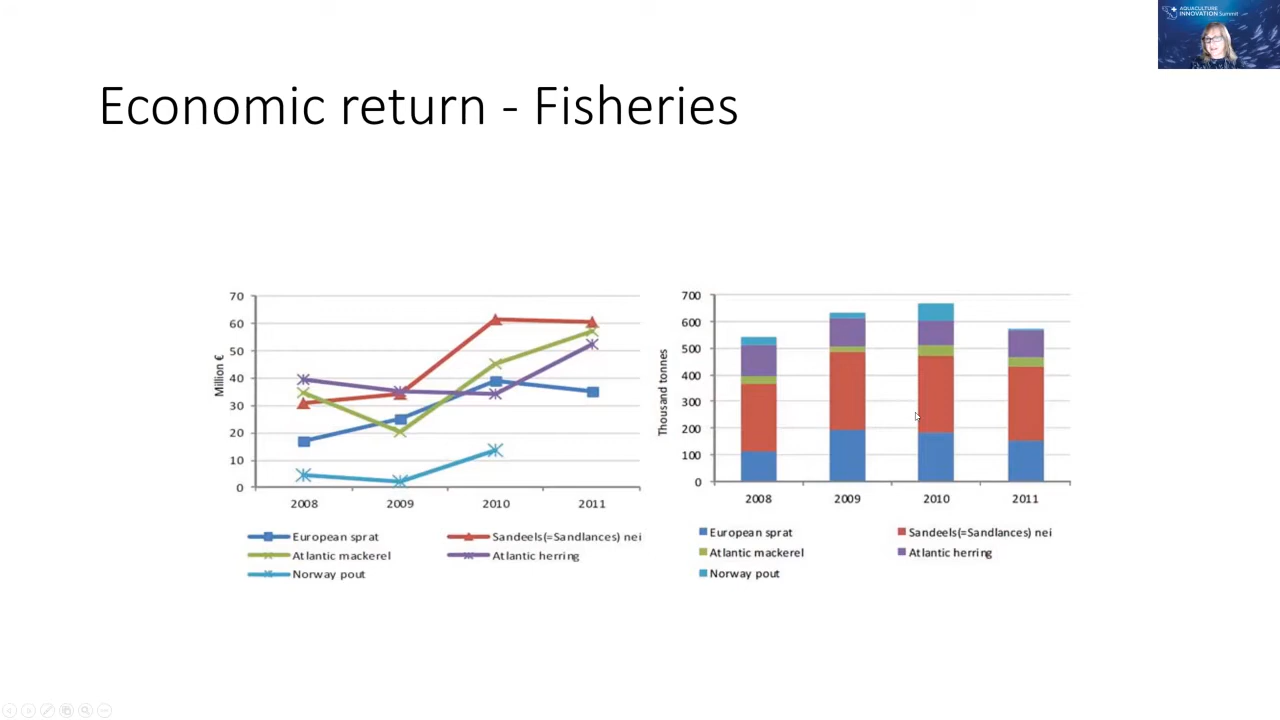 AQUACULTURE
INNOVATION Summit
Economic return - Fisheries
Million €
70
60
50
40
30
20
10
0
2008 2009 2010 2011
European sprat Sandeels(=Sandlances) nei
Atlantic mackerel Atlantic herring
Norway pout
Thousand tonnes
700
600
500
400
300
200
100
0
2008 2009 2010 2011
European sprat Sandeels(=Sandlances) nei
Atlantic mackerel Atlantic herring
Norway pout